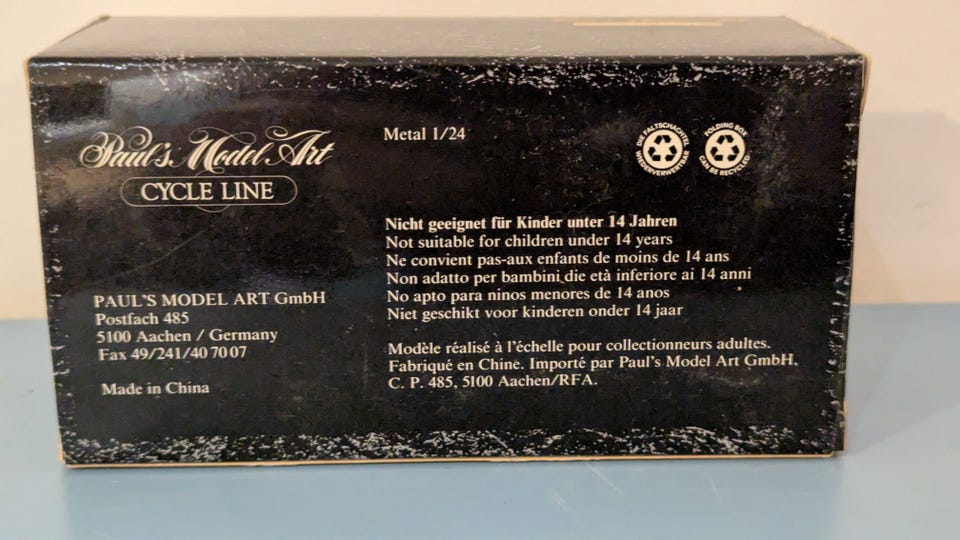 Paul's Model Art
CYCLE LINE
PAUL'S MODEL ART GmbH
Postfach 485
5100 Aachen / Germany
Fax 49/241/40 70 07
Made in China
Metal 1/24
DIE FALTSCHACHTEL
WIEDERVERWERTBAR
FOLDING BOX
CAN BE RECYCLED
Nicht geeignet für Kinder unter 14 Jahren
Not suitable for children under 14 years
Ne convient pas-aux enfants de moins de 14 ans
Non adatto per bambini die età inferiore ai 14 anni
No apto para ninos menores de 14 anos
Niet geschikt voor kinderen onder 14 jaar
Modèle réalisé à l'échelle pour collectionneurs adultes.
Fabriqué en Chine. Importé par Paul's Model Art GmbH,
C. P. 485, 5100 Aachen/RFA.